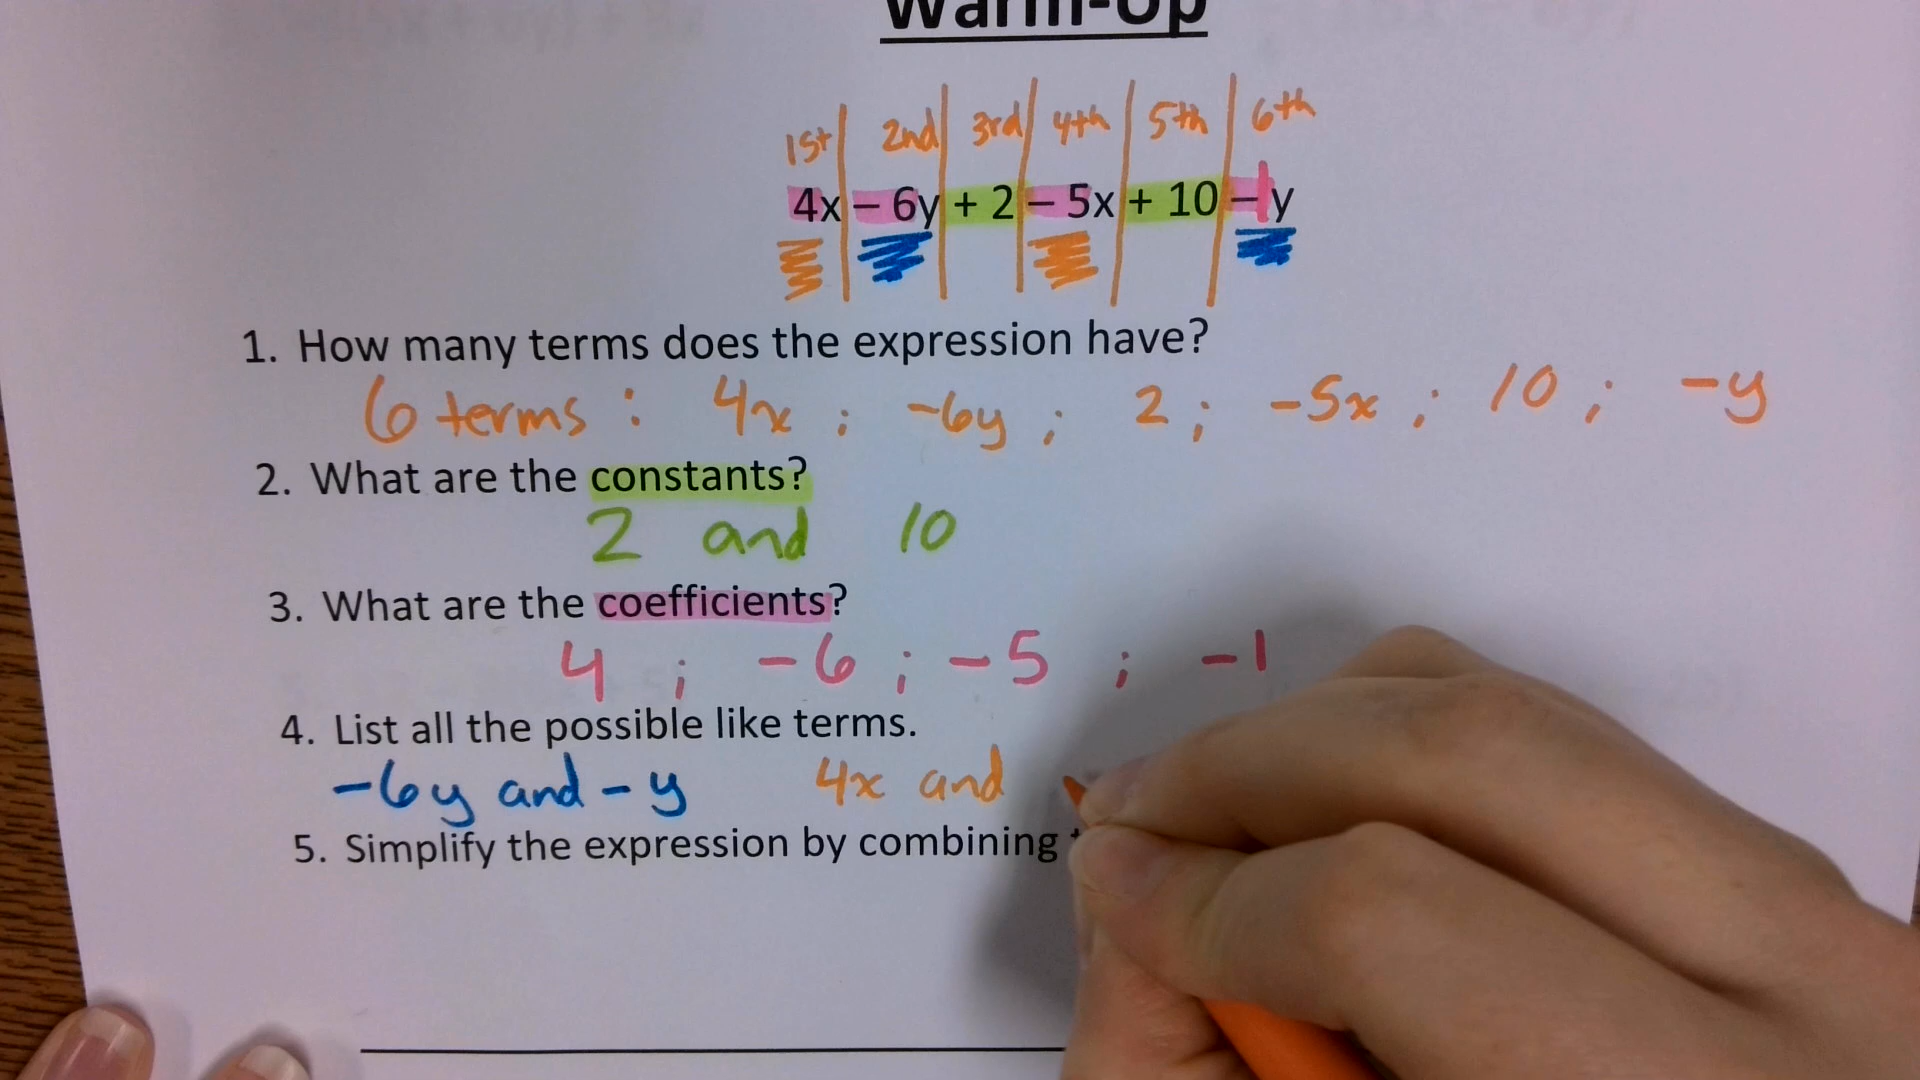 Warm-Up
1st 2nd 3rd 4th 5th 6th
4x – 6y + 2 – 5x + 10 – 1y
1. How many terms does the expression have?
6 terms : 4x ; -6y ; 2 ; -5x ; 10 ; -y
2. What are the constants?
2 and 10
3. What are the coefficients?
4 ; -6 ; -5 ; -1
4. List all the possible like terms.
-6y and -y 4x and
5. Simplify the expression by combining